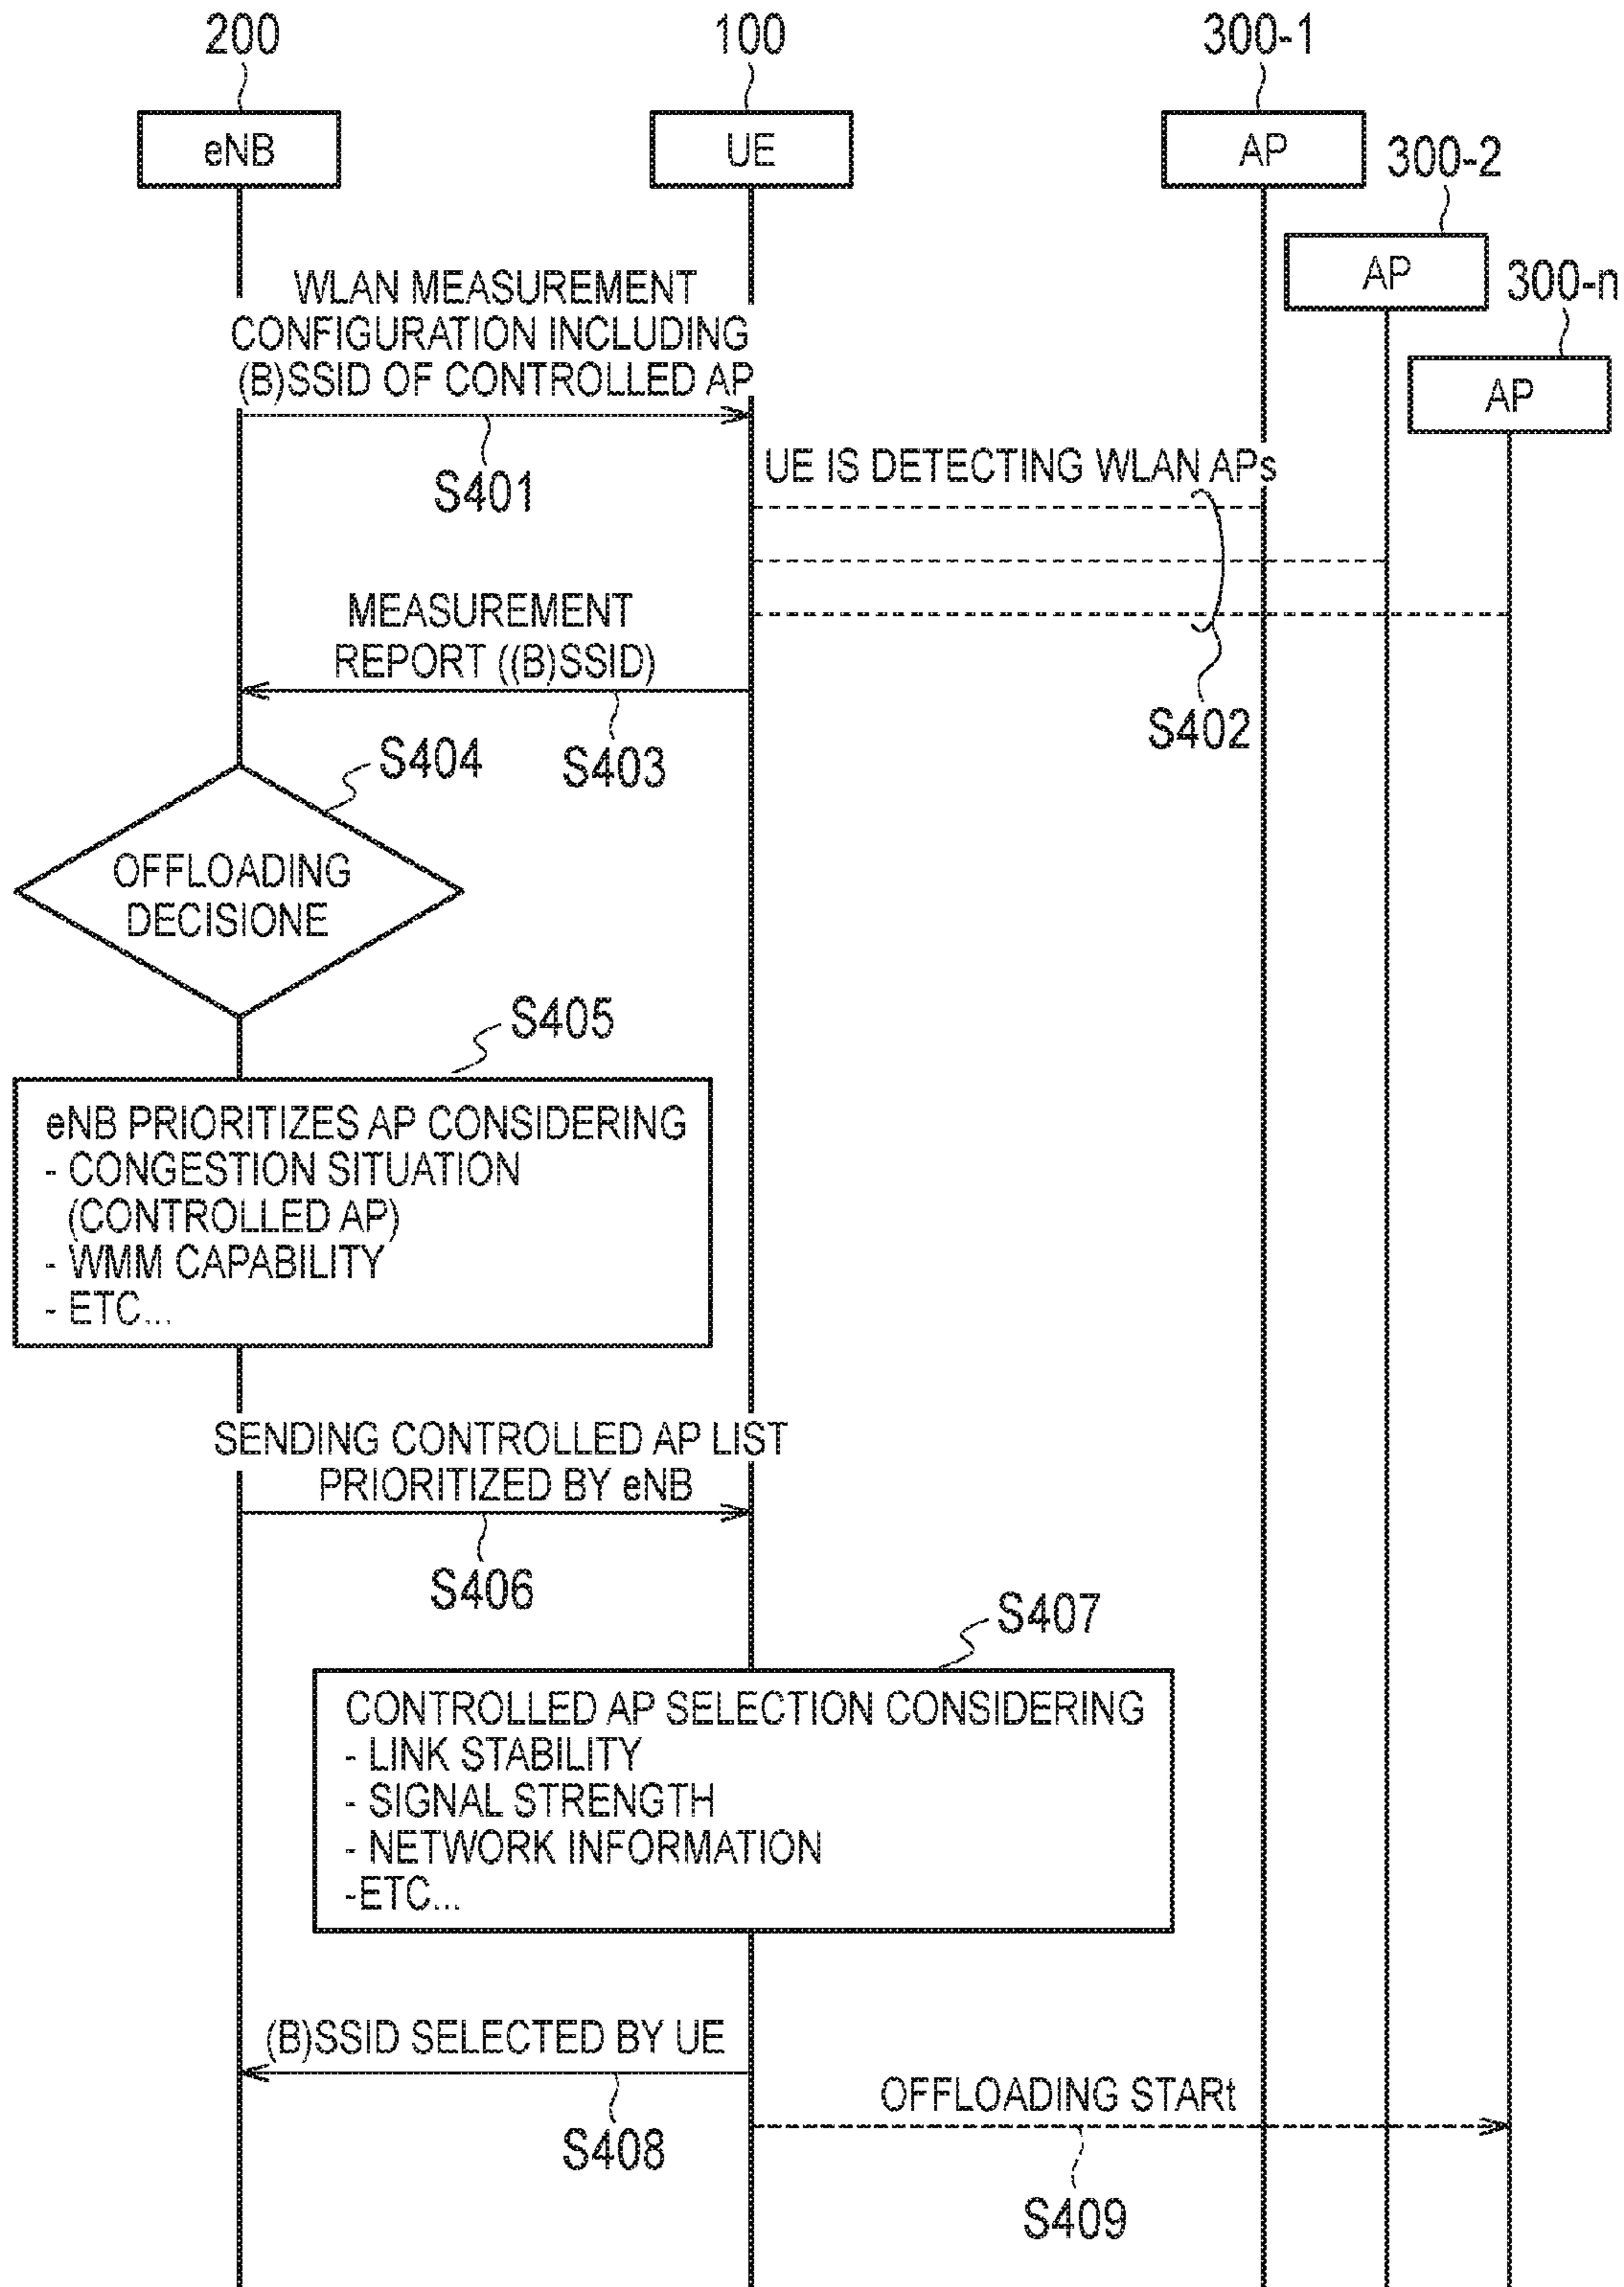 200
100
300-1
eNB
UE
AP
300-2
AP
300-n
AP
WLAN MEASUREMENT
CONFIGURATION INCLUDING
(B)SSID OF CONTROLLED AP
S401
UE IS DETECTING WLAN APs
S402
MEASUREMENT
REPORT ((B)SSID)
S403
S404
OFFLOADING
DECISIONE
S405
eNB PRIORITIZES AP CONSIDERING
- CONGESTION SITUATION
(CONTROLLED AP)
- WMM CAPABILITY
- ETC...
SENDING CONTROLLED AP LIST
PRIORITIZED BY eNB
S406
S407
CONTROLLED AP SELECTION CONSIDERING
- LINK STABILITY
- SIGNAL STRENGTH
- NETWORK INFORMATION
-ETC...
(B)SSID SELECTED BY UE
S408
OFFLOADING STARt
S409